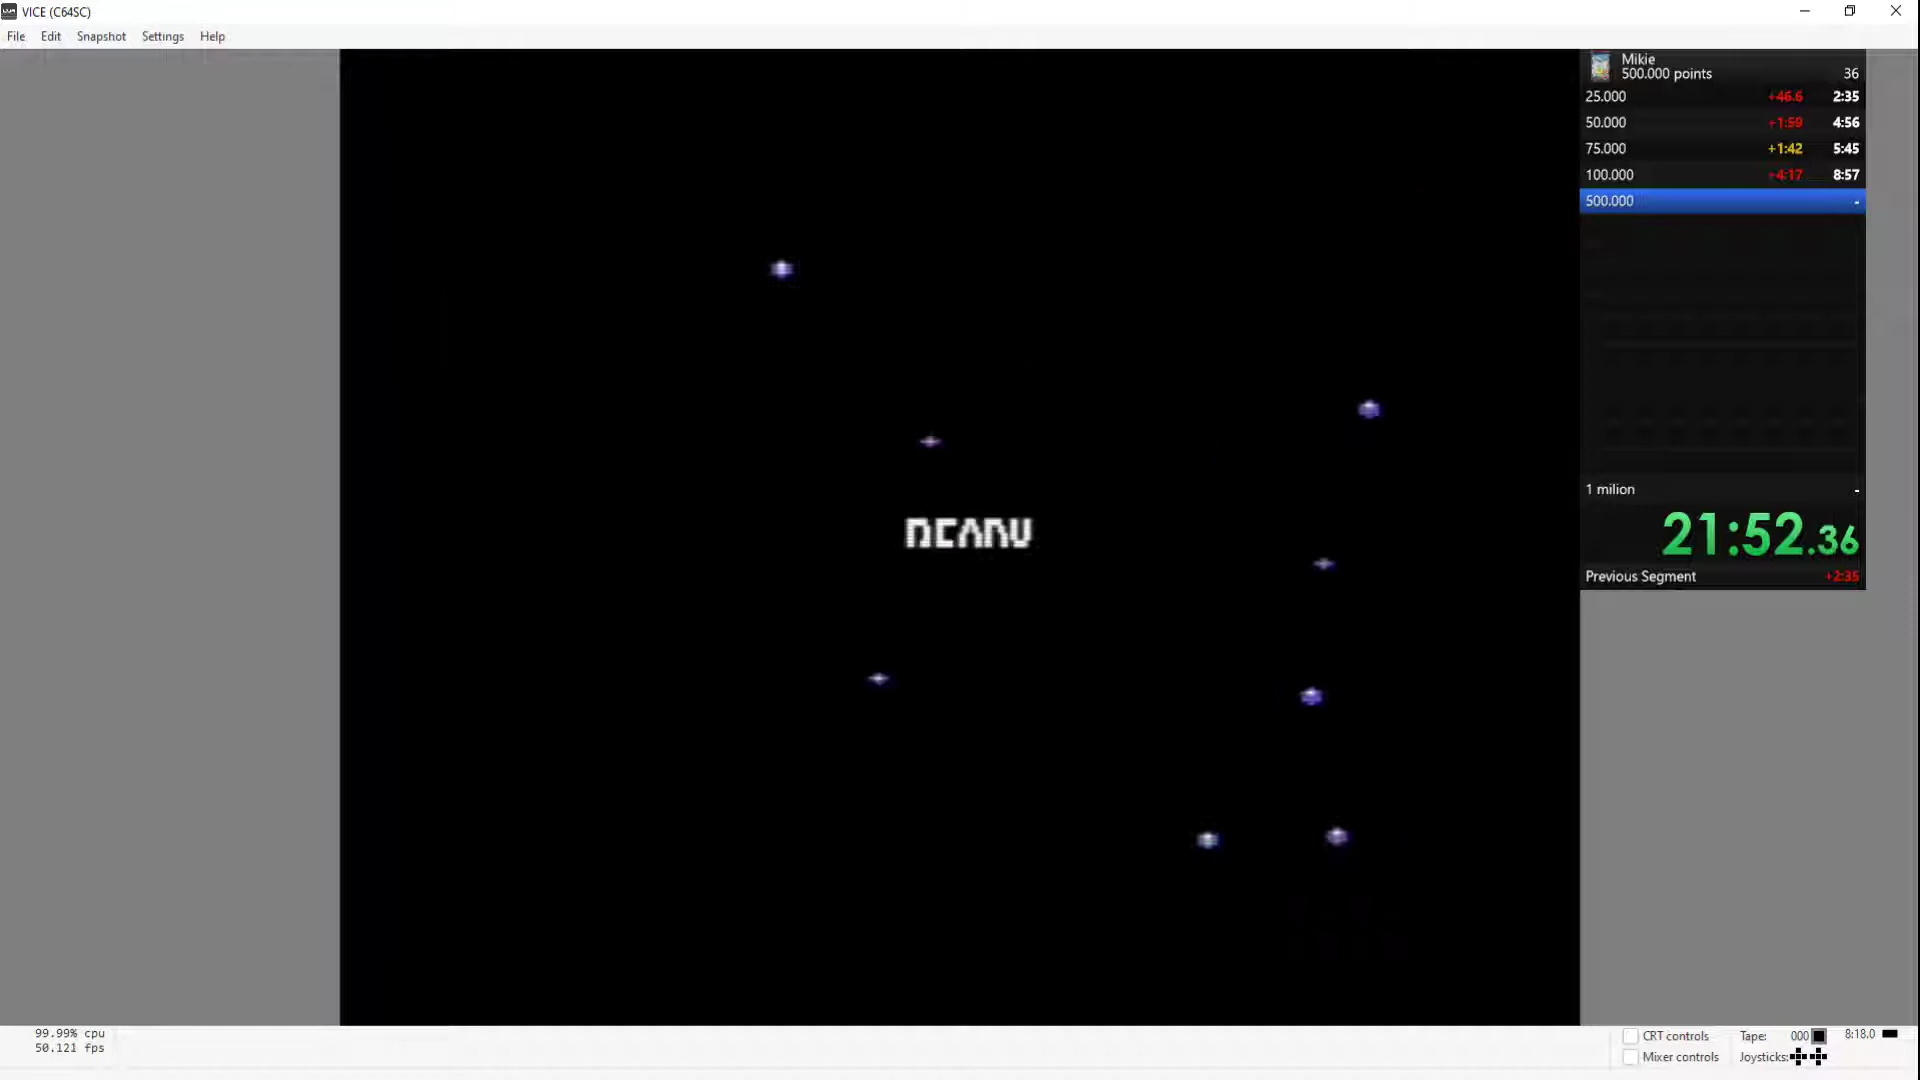 VICE (C64SC)
File Edit Snapshot Settings Help
Mikie
500.000 points 36
25.000 +46.6 2:35
50.000 +1:59 4:56
75.000 +1:42 5:45
100.000 +4:17 8:57
500.000 -
1 milion -
21:52.36
Previous Segment +2:35
99.99% cpu
50.121 fps
CRT controls Tape: 000 8:18.0
Mixer controls Joysticks: